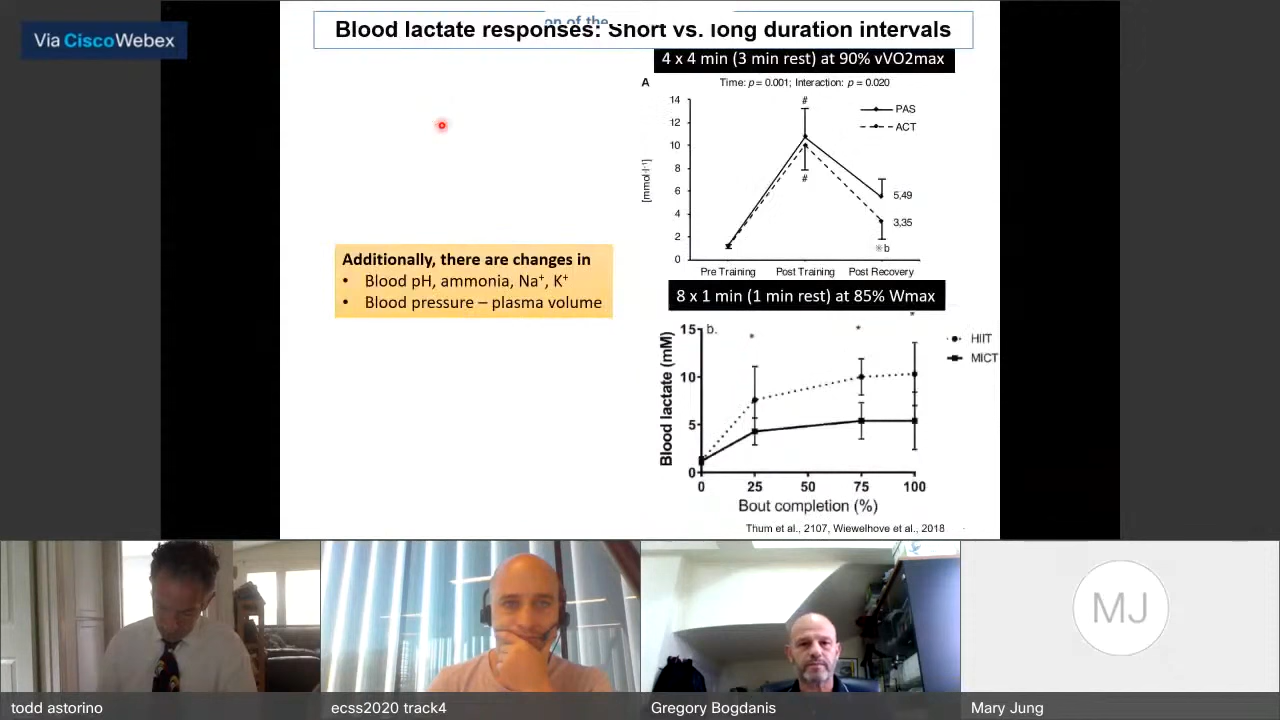 Via CiscoWebex
on of the
Blood lactate responses: Short vs. long duration intervals
4 x 4 min (3 min rest) at 90% vVO2max
A
Time: p = 0.001; Interaction: p = 0.020
[mmol·l⁻¹]
14
12
10
8
6
4
2
0
#
#
PAS
ACT
5,49
3,35
※b
Pre Training
Post Training
Post Recovery
Additionally, there are changes in
• Blood pH, ammonia, Na⁺, K⁺
• Blood pressure – plasma volume
8 x 1 min (1 min rest) at 85% Wmax
b.
Blood lactate (mM)
15
10
5
0
*
*
*
HIIT
MICT
0 25 50 75 100
Bout completion (%)
Thum et al., 2107, Wiewelhove et al., 2018
MJ
todd astorino
ecss2020 track4
Gregory Bogdanis
Mary Jung